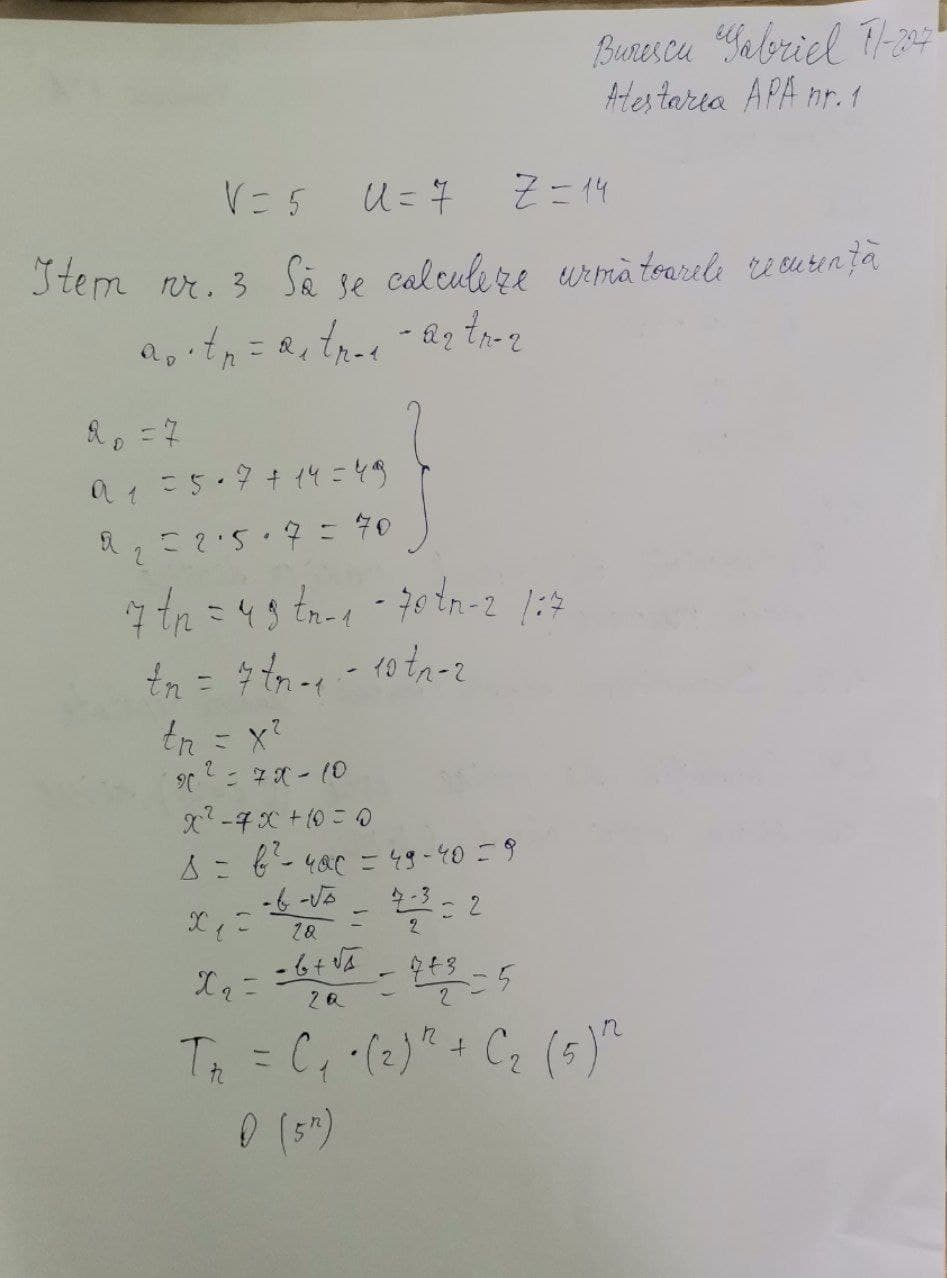 Burescu Gabriel TI-227
Atestarea APA nr. 1
V = 5 U = 7 Z = 14
Item nr. 3 Să se calculeze următoarele recurență
a₀ · tₙ = a₁ tₙ₋₁ - a₂ tₙ₋₂
a₀ = 7
a₁ = 5 · 7 + 14 = 49
a₂ = 2 · 5 · 7 = 70
7 tₙ = 49 tₙ₋₁ - 70 tₙ₋₂ /:7
tₙ = 7 tₙ₋₁ - 10 tₙ₋₂
tₙ = x²
x² = 7x - 10
x² - 7x + 10 = 0
Δ = b² - 4ac = 49 - 40 = 9
x₁ = (-b - √Δ)/2a = (7-3)/2 = 2
x₂ = (-b + √Δ)/2a = (7+3)/2 = 5
Tₙ = C₁ · (2)ⁿ + C₂ (5)ⁿ
O (5ⁿ)